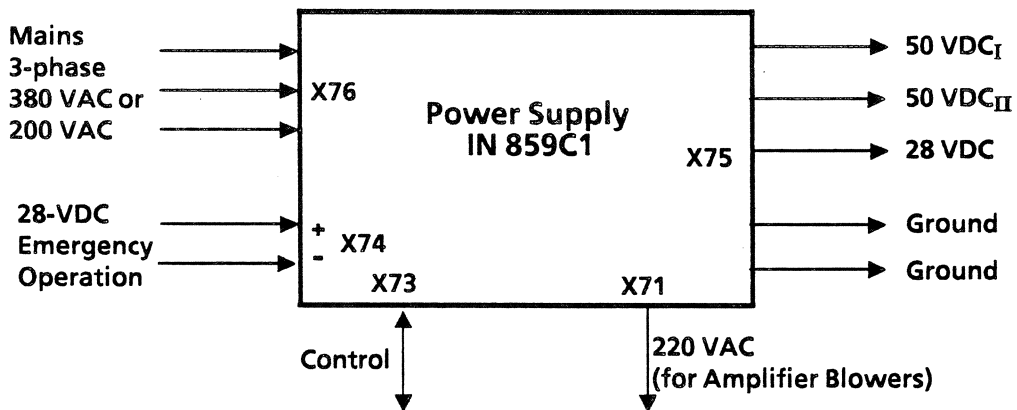 Mains
3-phase
380 VAC or
200 VAC
X76
28-VDC
Emergency
Operation
+
-
X74
X73
Power Supply
IN 859C1
X75
X71
50 VDCI
50 VDCII
28 VDC
Ground
Ground
Control
220 VAC
(for Amplifier Blowers)